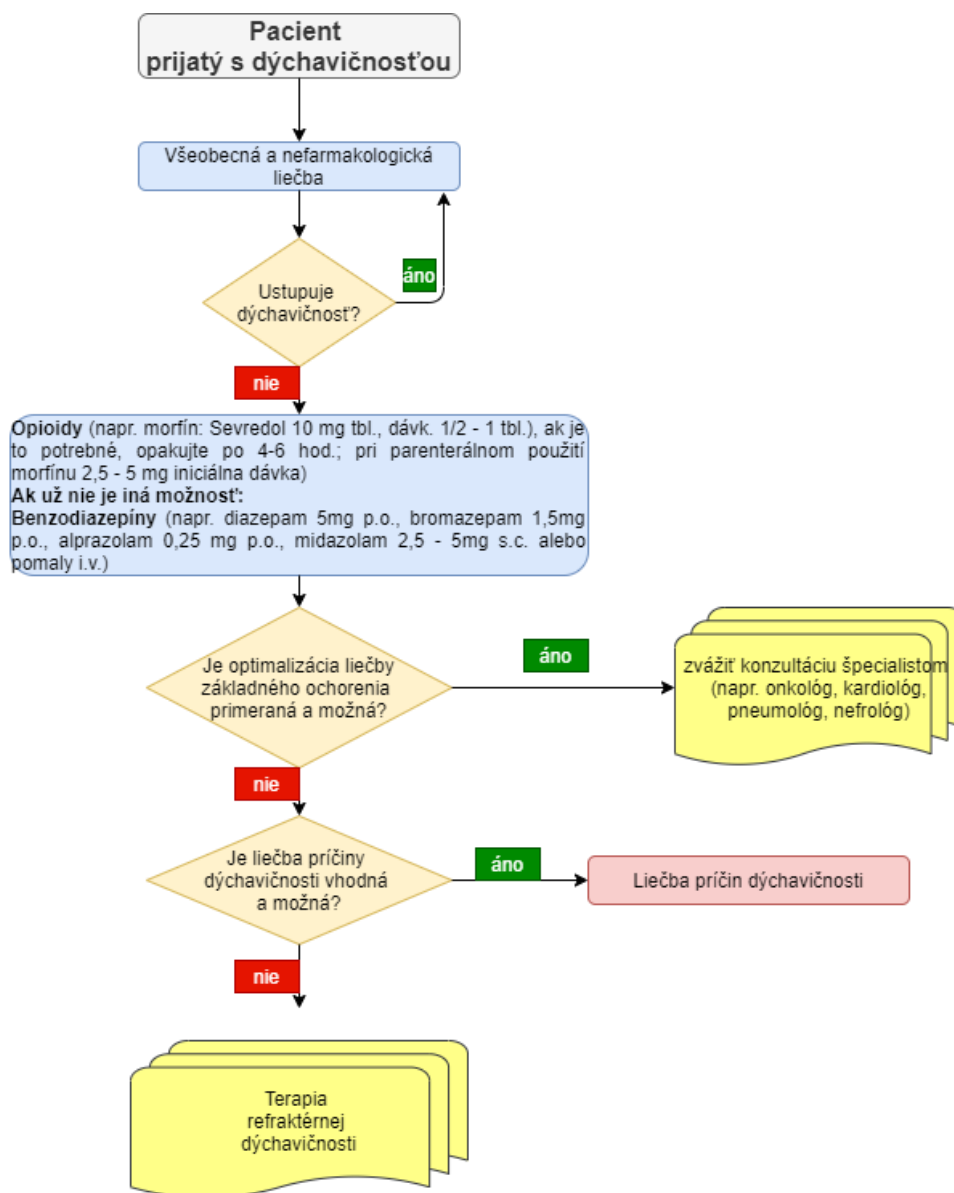 Pacient
prijatý s dýchavičnosťou
Všeobecná a nefarmakologická
liečba
áno
Ustupuje
dýchavičnosť?
nie
Opioidy (napr. morfín: Sevredol 10 mg tbl., dávk. 1/2 - 1 tbl.), ak je
to potrebné, opakujte po 4-6 hod.; pri parenterálnom použití
morfínu 2,5 - 5 mg iniciálna dávka)
Ak už nie je iná možnosť:
Benzodiazepíny (napr. diazepam 5mg p.o., bromazepam 1,5mg
p.o., alprazolam 0,25 mg p.o., midazolam 2,5 - 5mg s.c. alebo
pomaly i.v.)
Je optimalizácia liečby
základného ochorenia
primeraná a možná?
áno
zvážiť konzultáciu špecialistom
(napr. onkológ, kardiológ,
pneumológ, nefrológ)
nie
Je liečba príčiny
dýchavičnosti vhodná
a možná?
áno
Liečba príčin dýchavičnosti
nie
Terapia
refraktérnej
dýchavičnosti